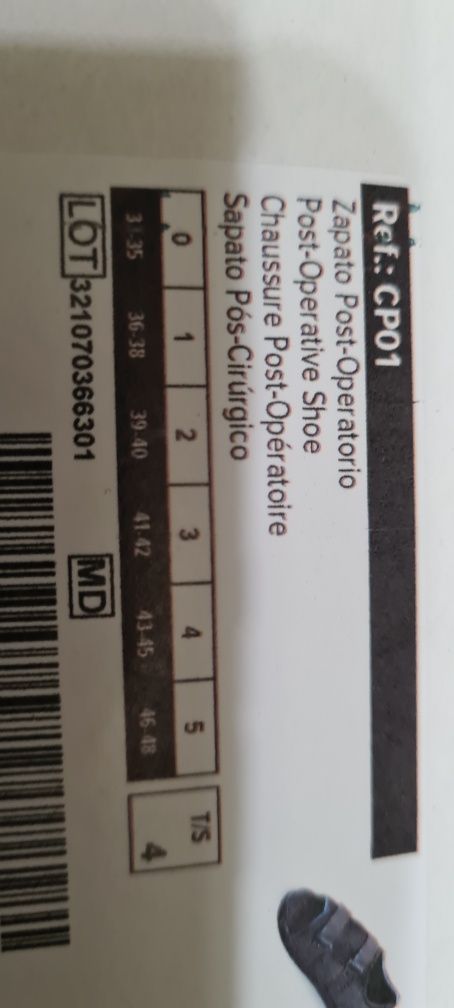 Ref.: CP01
Zapato Post-Operatorio
Post-Operative Shoe
Chaussure Post-Opératoire
Sapato Pós-Cirúrgico
0 1 2 3 4 5 T/S
31-35 36-38 39-40 41-42 43-45 46-48 4
LOT 321070366301 MD